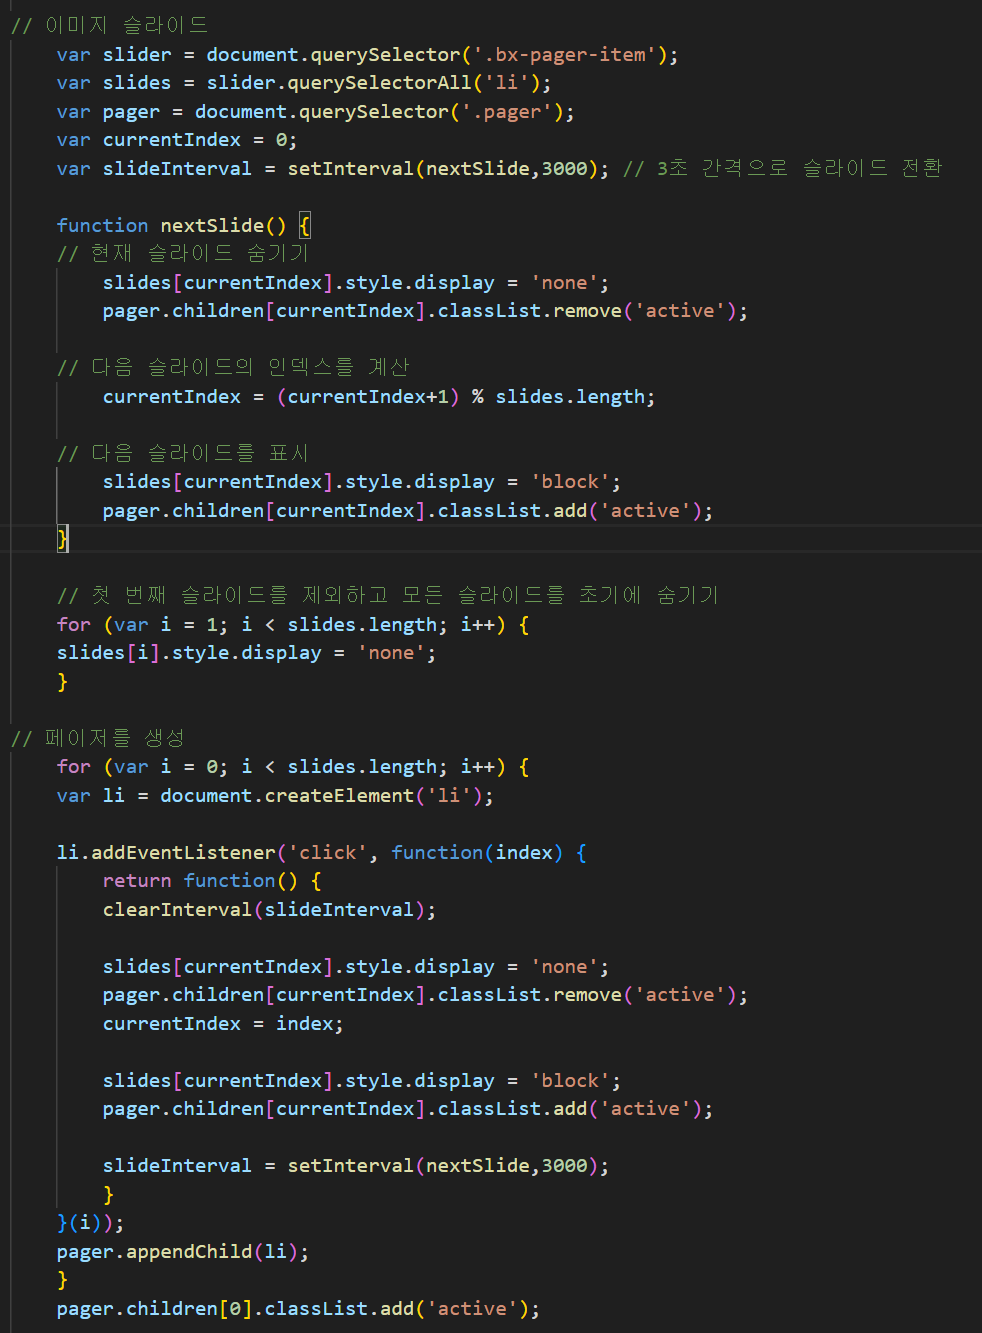 // 이미지 슬라이드
var slider = document.querySelector('.bx-pager-item');
var slides = slider.querySelectorAll('li');
var pager = document.querySelector('.pager');
var currentIndex = 0;
var slideInterval = setInterval(nextSlide,3000); // 3초 간격으로 슬라이드 전환
function nextSlide() {
// 현재 슬라이드 숨기기
slides[currentIndex].style.display = 'none';
pager.children[currentIndex].classList.remove('active');
// 다음 슬라이드의 인덱스를 계산
currentIndex = (currentIndex+1) % slides.length;
// 다음 슬라이드를 표시
slides[currentIndex].style.display = 'block';
pager.children[currentIndex].classList.add('active');
}
// 첫 번째 슬라이드를 제외하고 모든 슬라이드를 초기에 숨기기
for (var i = 1; i < slides.length; i++) {
slides[i].style.display = 'none';
}
// 페이저를 생성
for (var i = 0; i < slides.length; i++) {
var li = document.createElement('li');
li.addEventListener('click', function(index) {
return function() {
clearInterval(slideInterval);
slides[currentIndex].style.display = 'none';
pager.children[currentIndex].classList.remove('active');
currentIndex = index;
slides[currentIndex].style.display = 'block';
pager.children[currentIndex].classList.add('active');
slideInterval = setInterval(nextSlide,3000);
}
}(i));
pager.appendChild(li);
}
pager.children[0].classList.add('active');